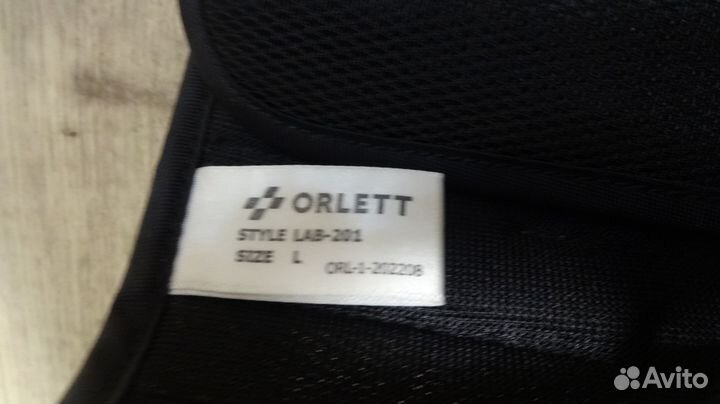 ORLETT
STYLE LAB-201
SIZE L
ORL-1-202208
Avito